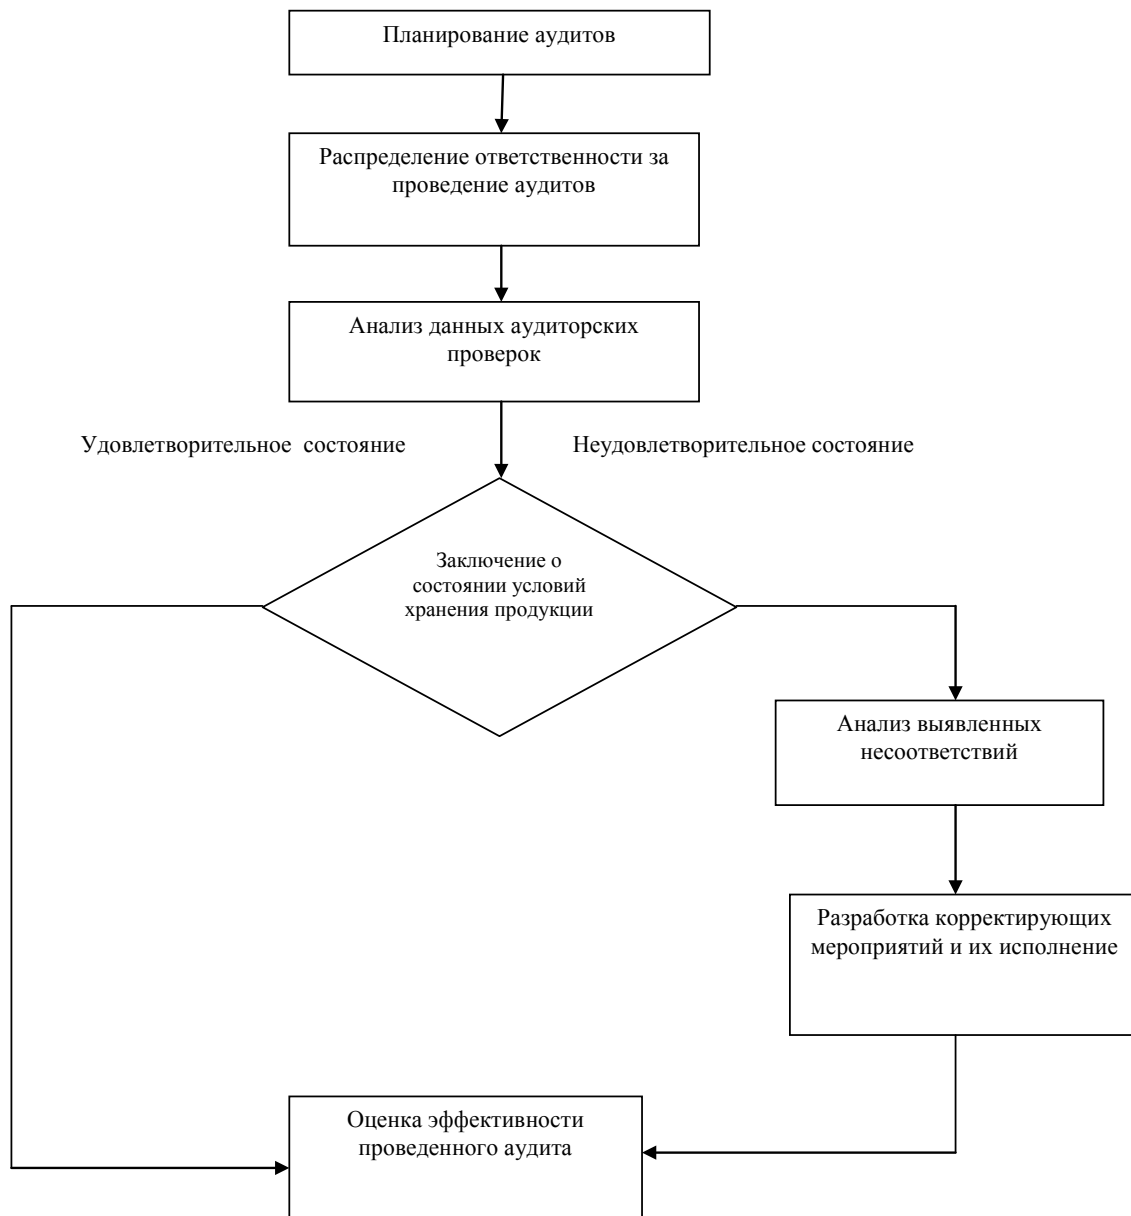 Планирование аудитов
Распределение ответственности за
проведение аудитов
Анализ данных аудиторских
проверок
Удовлетворительное состояние
Неудовлетворительное состояние
Заключение о
состоянии условий
хранения продукции
Анализ выявленных
несоответствий
Разработка корректирующих
мероприятий и их исполнение
Оценка эффективности
проведенного аудита